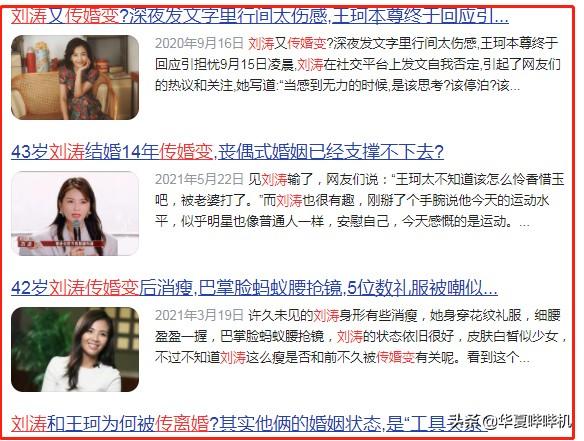 刘涛又传婚变?深夜发文字里行间太伤感,王珂本尊终于回应引...
2020年9月16日 刘涛又传婚变?深夜发文字里行间太伤感,王珂本尊终于
回应引担忧9月15日凌晨,刘涛在社交平台上发文自我否定,引起了网友们
的热议和关注,她写道:“当感到无力的时候,是该思考?该停泊?该...
43岁刘涛结婚14年传婚变,丧偶式婚姻已经支撑不下去?
2021年5月22日 见刘涛输了，网友们说：“王珂太不知道该怎么怜香惜玉
吧，被老婆打了。”而刘涛也很有趣，刚掰了个手腕说他今天的运动水
平，似乎明星也像普通人一样，安慰自己，今天感慨的是运动。...
42岁刘涛传婚变后消瘦,巴掌脸蚂蚁腰抢镜,5位数礼服被嘲似...
2021年3月19日 许久未见的刘涛身形有些消瘦，她身穿花纹礼服，细腰
盈盈一握，巴掌脸蚂蚁腰抢镜，刘涛的状态依旧很好，皮肤白皙似少女，
不过不知道刘涛这么瘦是否和前不久被传婚变有关呢。看到这个...
刘涛和王珂为何被传离婚?其实他俩的婚姻状态,是“工具夫
头条@华夏哗哗机